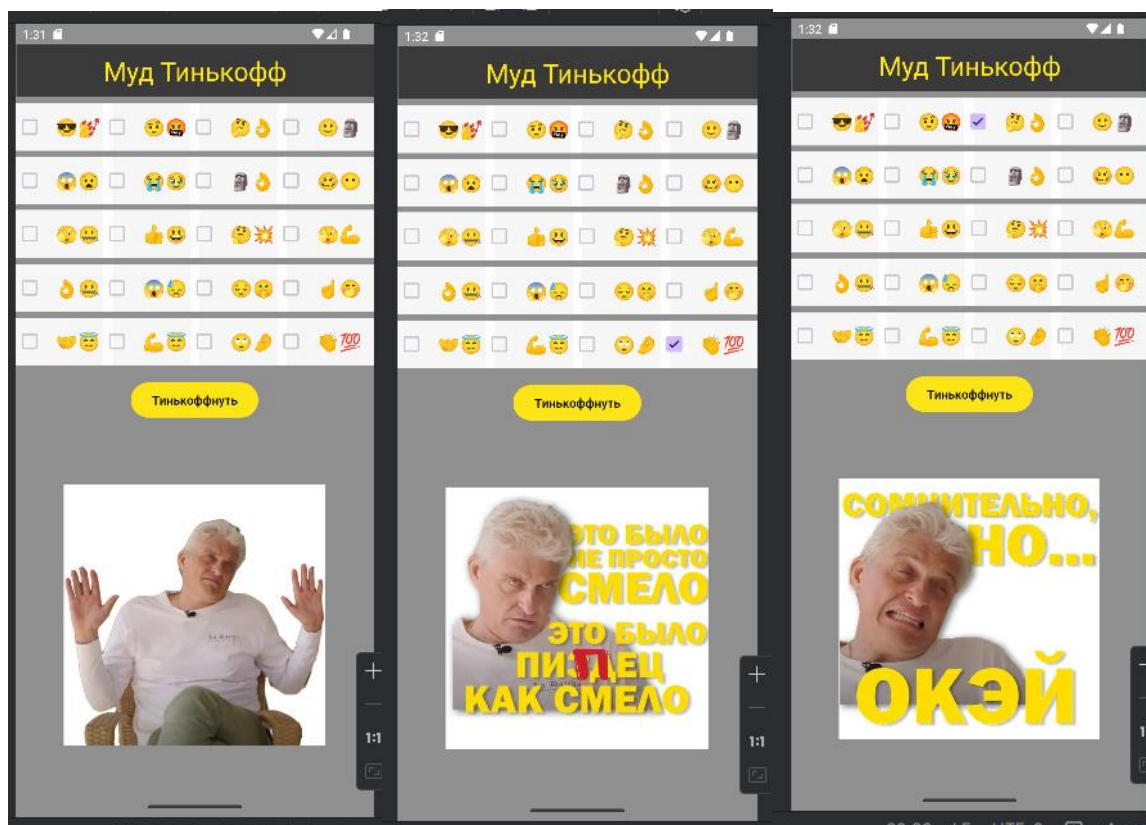 1:31
Муд Тинькофф
Тинькоффнуть
1:1
1:32
Муд Тинькофф
Тинькоффнуть
ЭТО БЫЛО
НЕ ПРОСТО
СМЕЛО
ЭТО БЫЛО
ПИЗДЕЦ
КАК СМЕЛО
1:1
1:32
Муд Тинькофф
Тинькоффнуть
СОМНИТЕЛЬНО,
НО...
ОКЭЙ